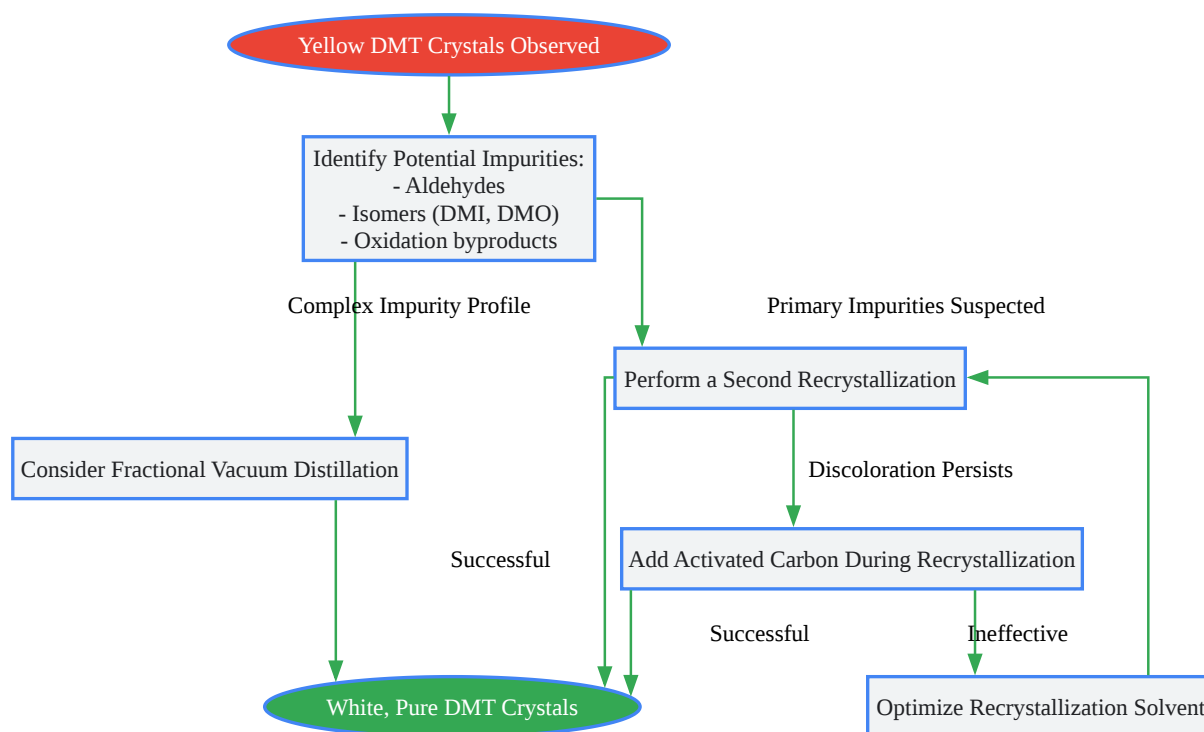 Yellow DMT Crystals Observed
Identify Potential Impurities:
- Aldehydes
- Isomers (DMI, DMO)
- Oxidation byproducts
Complex Impurity Profile
Primary Impurities Suspected
Perform a Second Recrystallization
Consider Fractional Vacuum Distillation
Discoloration Persists
Successful
Add Activated Carbon During Recrystallization
Successful
Ineffective
White, Pure DMT Crystals
Optimize Recrystallization Solvent